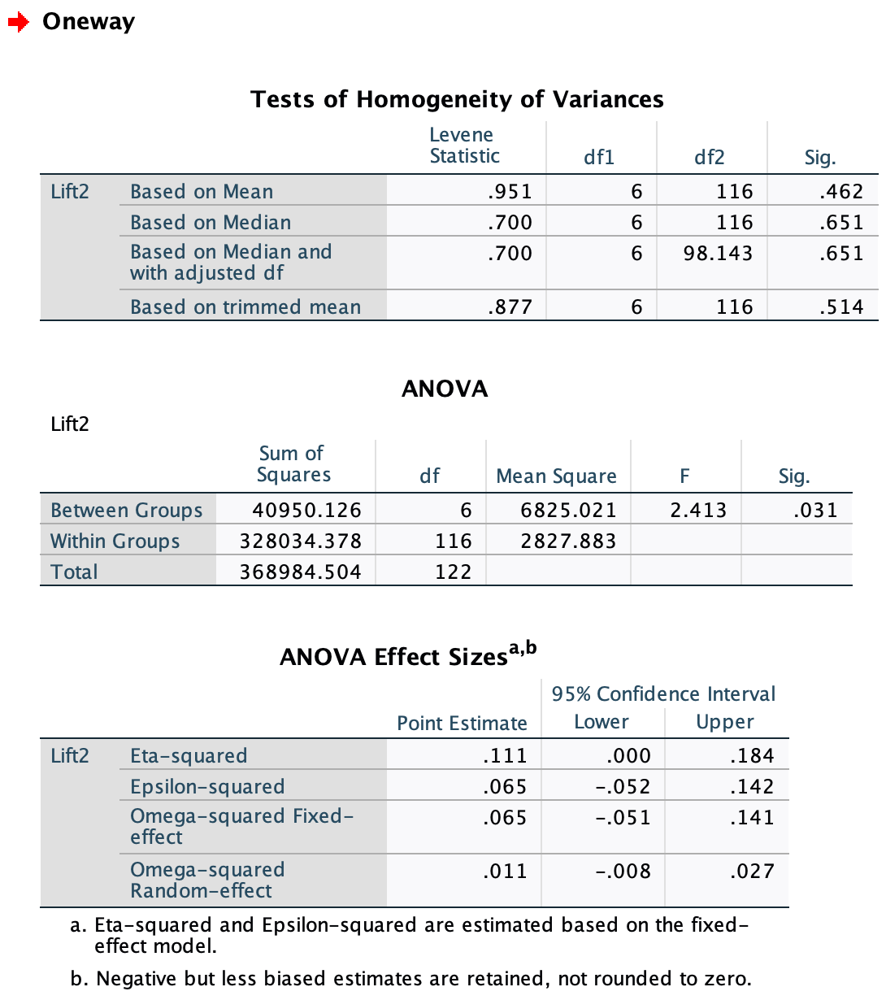 Oneway
Tests of Homogeneity of Variances
Levene
Statistic df1 df2 Sig.
Lift2 Based on Mean .951 6 116 .462
Based on Median .700 6 116 .651
Based on Median and
with adjusted df .700 6 98.143 .651
Based on trimmed mean .877 6 116 .514
ANOVA
Lift2
Sum of
Squares df Mean Square F Sig.
Between Groups 40950.126 6 6825.021 2.413 .031
Within Groups 328034.378 116 2827.883
Total 368984.504 122
ANOVA Effect Sizesa,b
95% Confidence Interval
Point Estimate Lower Upper
Lift2 Eta-squared .111 .000 .184
Epsilon-squared .065 -.052 .142
Omega-squared Fixed-
effect .065 -.051 .141
Omega-squared
Random-effect .011 -.008 .027
a. Eta-squared and Epsilon-squared are estimated based on the fixed-
effect model.
b. Negative but less biased estimates are retained, not rounded to zero.